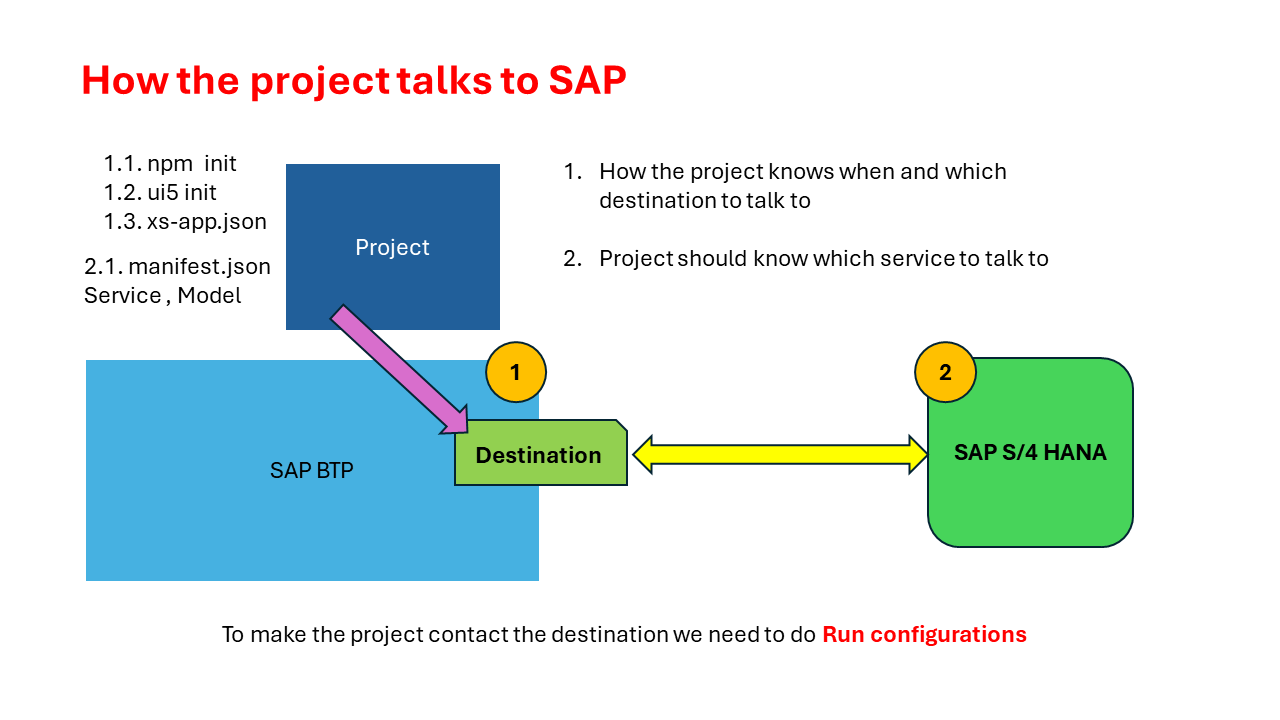 How the project talks to SAP
1.1. npm  init
1.2. ui5 init
1.3. xs-app.json
2.1. manifest.json
Service , Model
Project
1. How the project knows when and which
destination to talk to
2. Project should know which service to talk to
1
2
SAP BTP
Destination
SAP S/4 HANA
To make the project contact the destination we need to do Run configurations